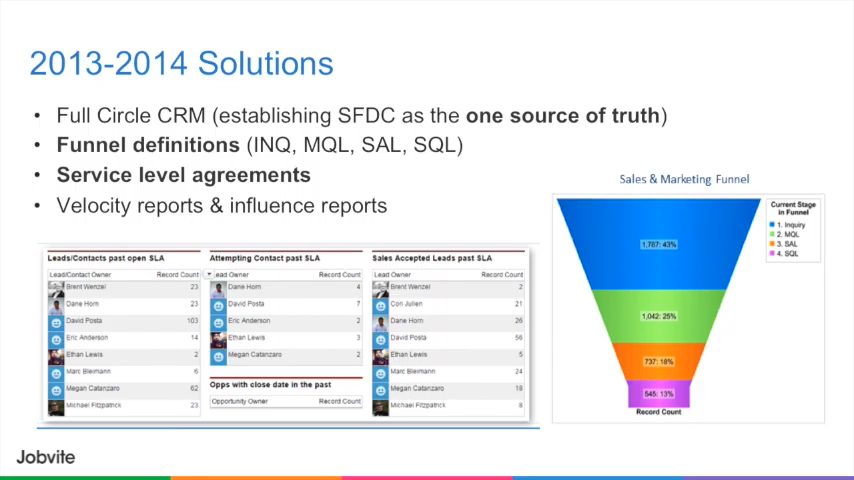 2013-2014 Solutions
• Full Circle CRM (establishing SFDC as the one source of truth)
• Funnel definitions (INQ, MQL, SAL, SQL)
• Service level agreements
• Velocity reports & influence reports
Leads/Contacts past open SLA
Lead/Contact Owner Record Count
Brent Wenzel 23
Dane Horn 23
David Posta 103
Eric Anderson 14
Ethan Lewis 2
Marc Bleimann 6
Megan Catanzaro 62
Michael Fitzpatrick 23
Attempting Contact past SLA
Lead Owner Record Count
Dane Horn 4
David Posta 7
Eric Anderson 2
Ethan Lewis 3
Megan Catanzaro 2
Opps with close date in the past
Opportunity Owner Record Count
Sales Accepted Leads past SLA
Lead Owner Record Count
Brent Wenzel 2
Cori Julien 21
Dane Horn 26
David Posta 56
Ethan Lewis 5
Marc Bleimann 24
Megan Catanzaro 18
Michael Fitzpatrick 8
Sales & Marketing Funnel
1,787: 43%
1,042: 25%
737: 18%
545: 13%
Record Count
Current Stage
in Funnel
1. Inquiry
2. MQL
3. SAL
4. SQL
Jobvite